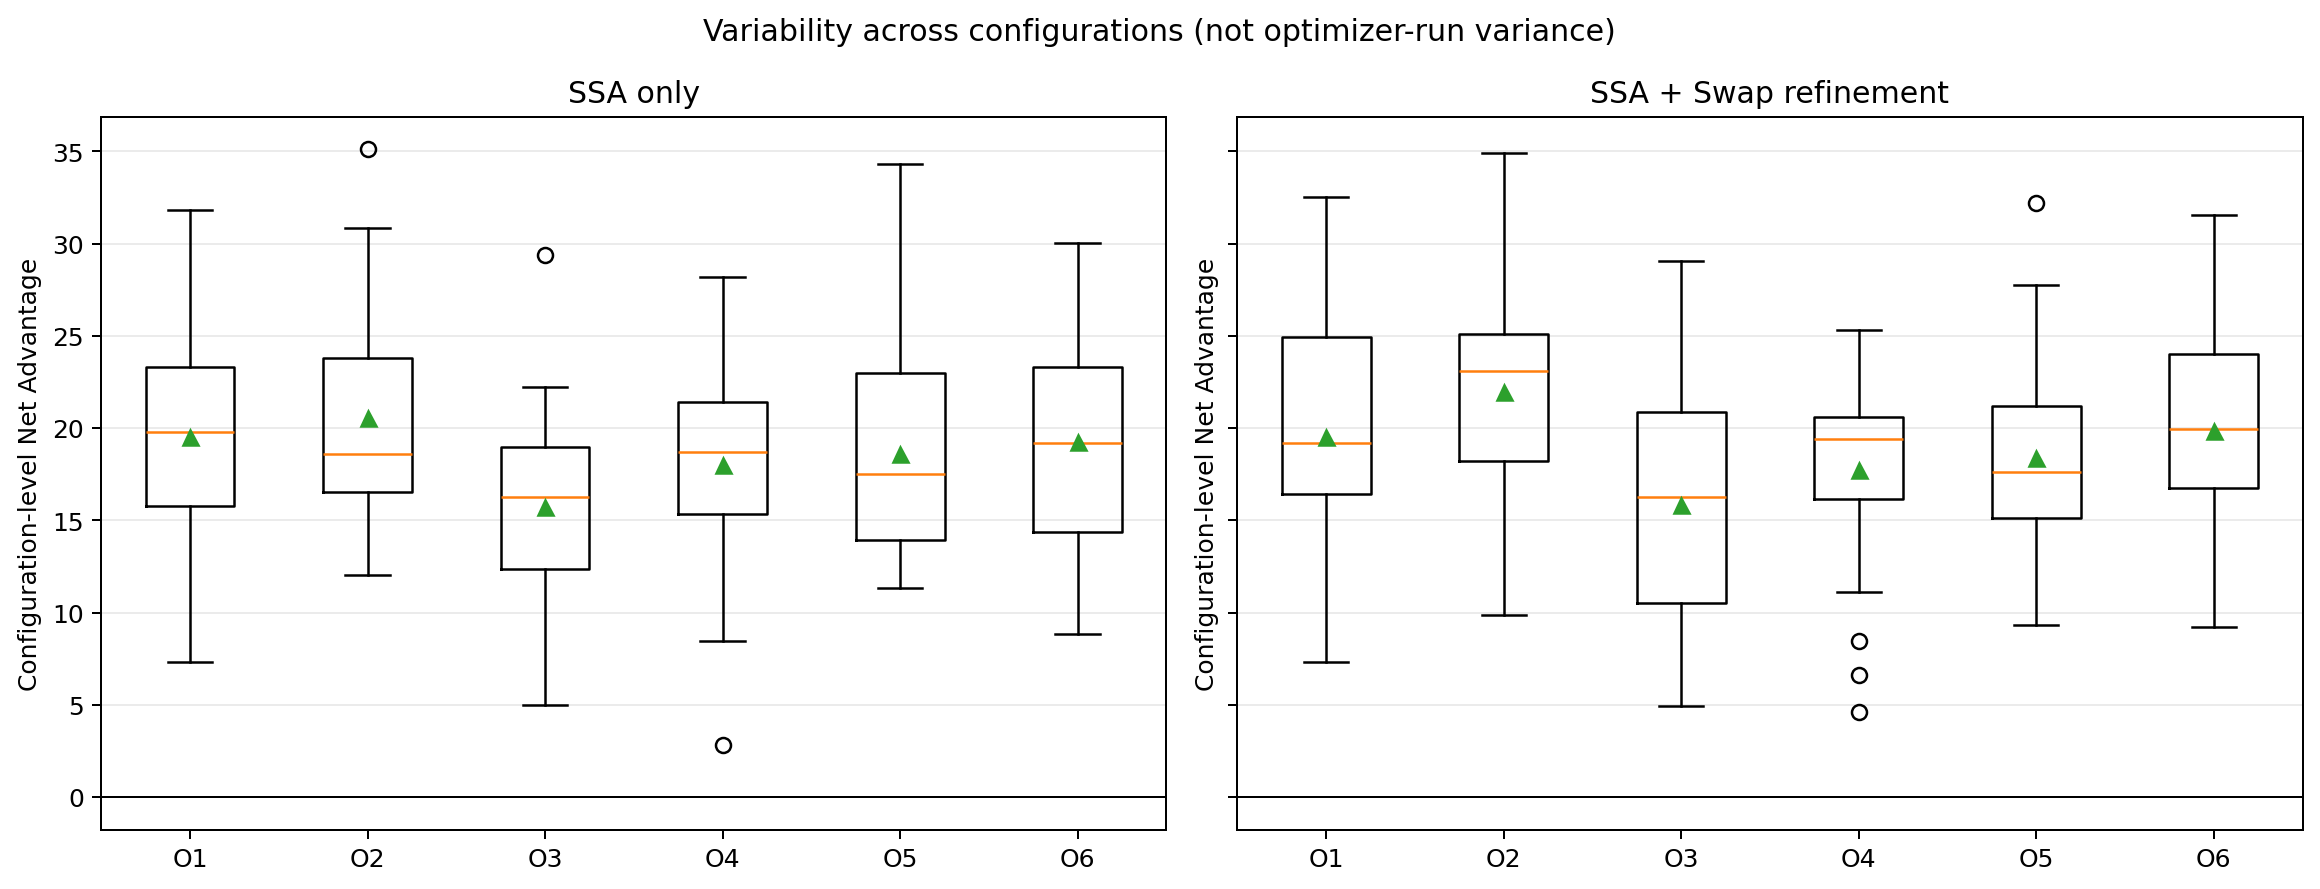 Variability across configurations (not optimizer-run variance)
SSA only
Configuration-level Net Advantage
35
30
25
20
15
10
5
0
O1 O2 O3 O4 O5 O6
SSA + Swap refinement
Configuration-level Net Advantage
O1 O2 O3 O4 O5 O6